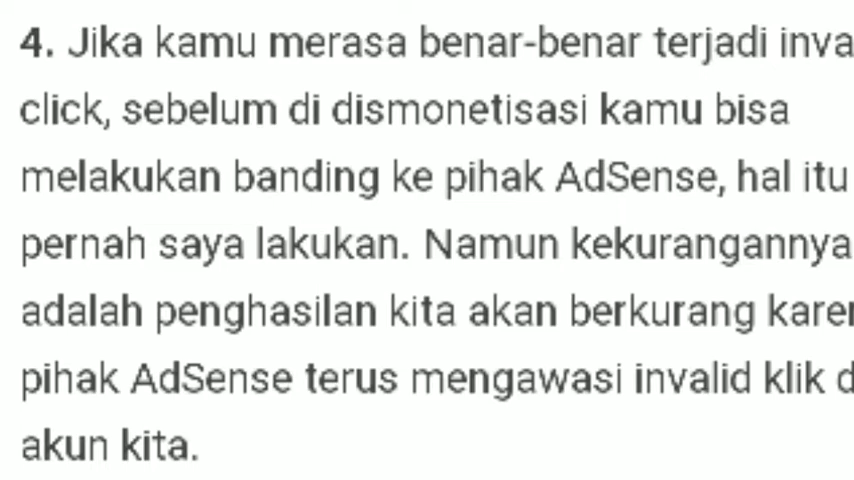 4. Jika kamu merasa benar-benar terjadi inva
click, sebelum di dismonetisasi kamu bisa
melakukan banding ke pihak AdSense, hal itu
pernah saya lakukan. Namun kekurangannya
adalah penghasilan kita akan berkurang karen
pihak AdSense terus mengawasi invalid klik d
akun kita.